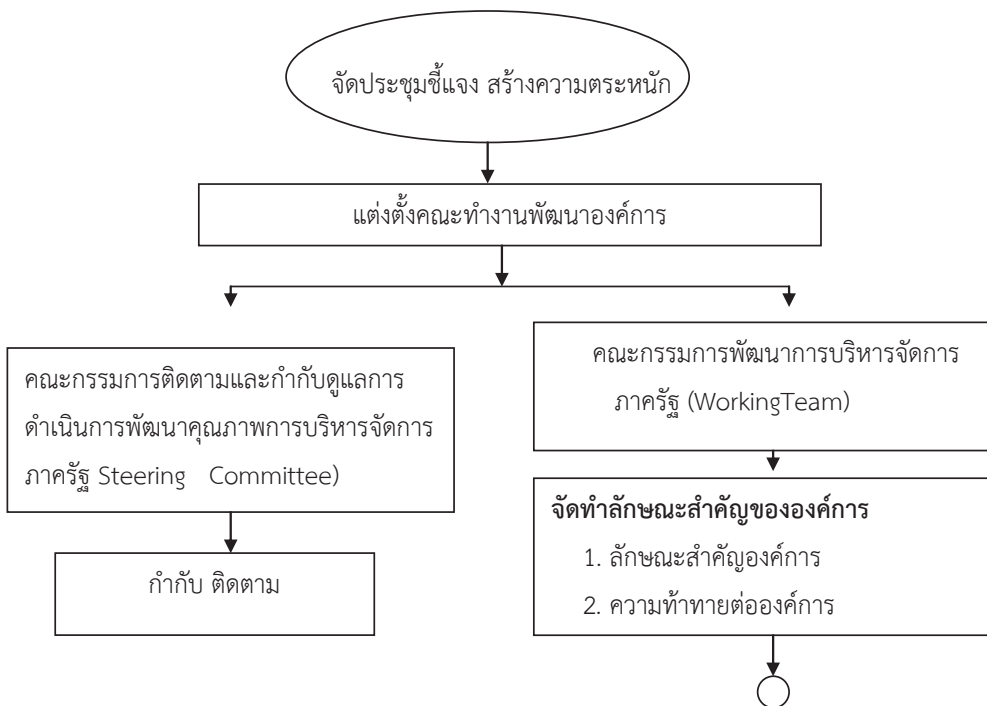 จัดประชุมชี้แจง สร้างความตระหนัก
แต่งตั้งคณะทำงานพัฒนาองค์การ
คณะกรรมการติดตามและกำกับดูแลการ
ดำเนินการพัฒนาคุณภาพการบริหารจัดการ
ภาครัฐ Steering Committee)
กำกับ ติดตาม
คณะกรรมการพัฒนาการบริหารจัดการ
ภาครัฐ (WorkingTeam)
จัดทำลักษณะสำคัญขององค์การ
1. ลักษณะสำคัญองค์การ
2. ความท้าทายต่อองค์การ